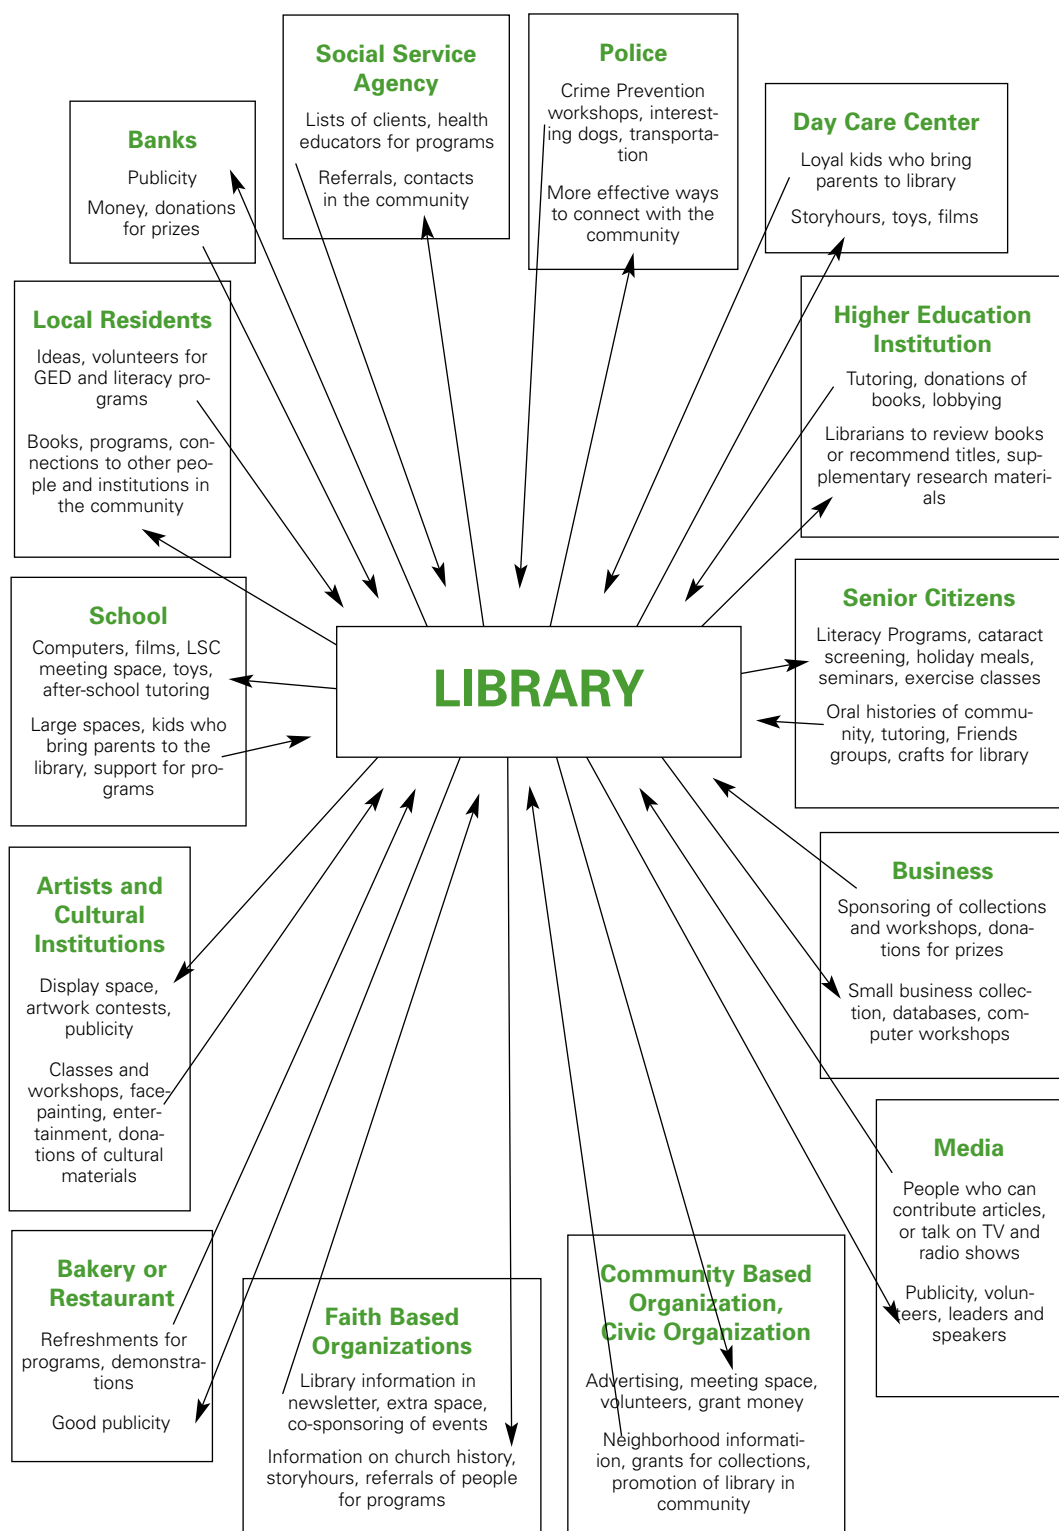 Social Service
Agency
Lists of clients, health
educators for programs
Referrals, contacts
in the community
Police
Crime Prevention
workshops, interest-
ing dogs, transporta-
tion
More effective ways
to connect with the
community
Banks
Publicity
Money, donations
for prizes
Day Care Center
Loyal kids who bring
parents to library
Storyhours, toys, films
Local Residents
Ideas, volunteers for
GED and literacy pro-
grams
Books, programs, con-
nections to other peo-
ple and institutions in
the community
Higher Education
Institution
Tutoring, donations of
books, lobbying
Librarians to review books
or recommend titles, sup-
plementary research materi-
als
School
Computers, films, LSC
meeting space, toys,
after-school tutoring
Large spaces, kids who
bring parents to the
library, support for pro-
grams
LIBRARY
Senior Citizens
Literacy Programs, cataract
screening, holiday meals,
seminars, exercise classes
Oral histories of commu-
nity, tutoring, Friends
groups, crafts for library
Artists and
Cultural
Institutions
Display space,
artwork contests,
publicity
Classes and
workshops, face-
painting, enter-
tainment, dona-
tions of cultural
materials
Business
Sponsoring of collections
and workshops, dona-
tions for prizes
Small business collec-
tion, databases, com-
puter workshops
Media
People who can
contribute articles,
or talk on TV and
radio shows
Publicity, volun-
teers, leaders and
speakers
Bakery or
Restaurant
Refreshments for
programs, demonstra-
tions
Good publicity
Faith Based
Organizations
Library information in
newsletter, extra space,
co-sponsoring of events
Information on church history,
storyhours, referrals of people
for programs
Community Based
Organization,
Civic Organization
Advertising, meeting space,
volunteers, grant money
Neighborhood informati-
ion, grants for collections,
promotion of library in
community